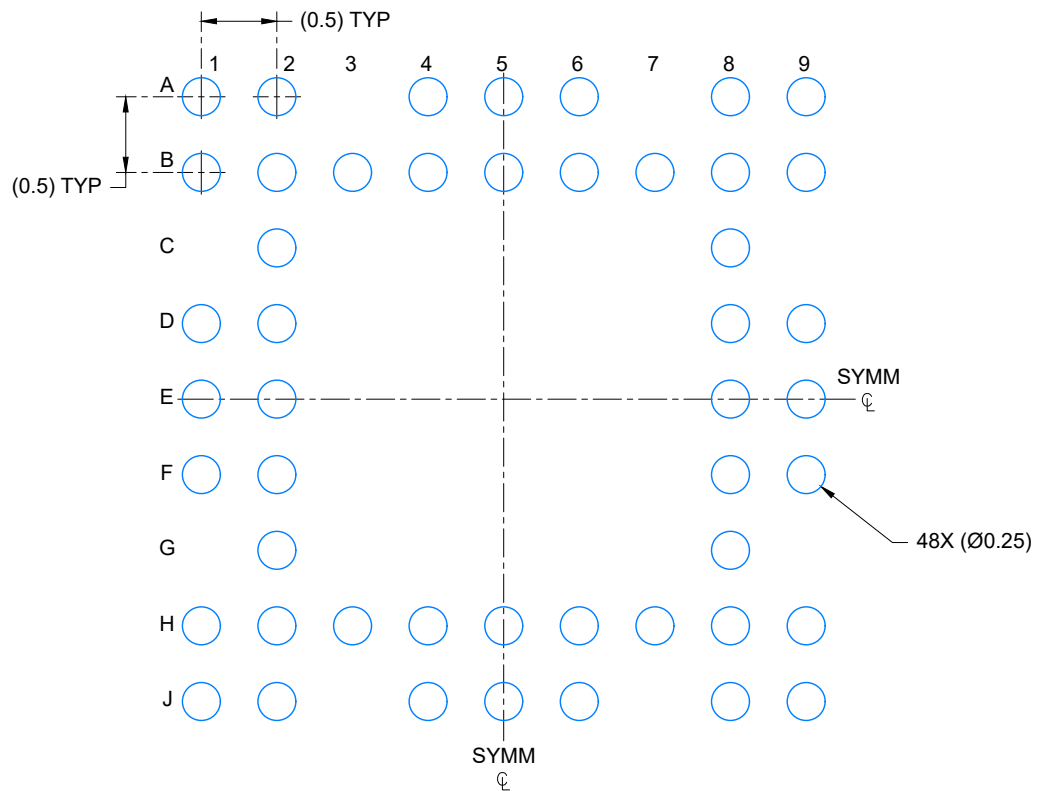 (0.5) TYP
1 2 3 4 5 6 7 8 9
A
B
(0.5) TYP
C
D
SYMM
℄
E
F
48X (Ø0.25)
G
H
J
SYMM
℄